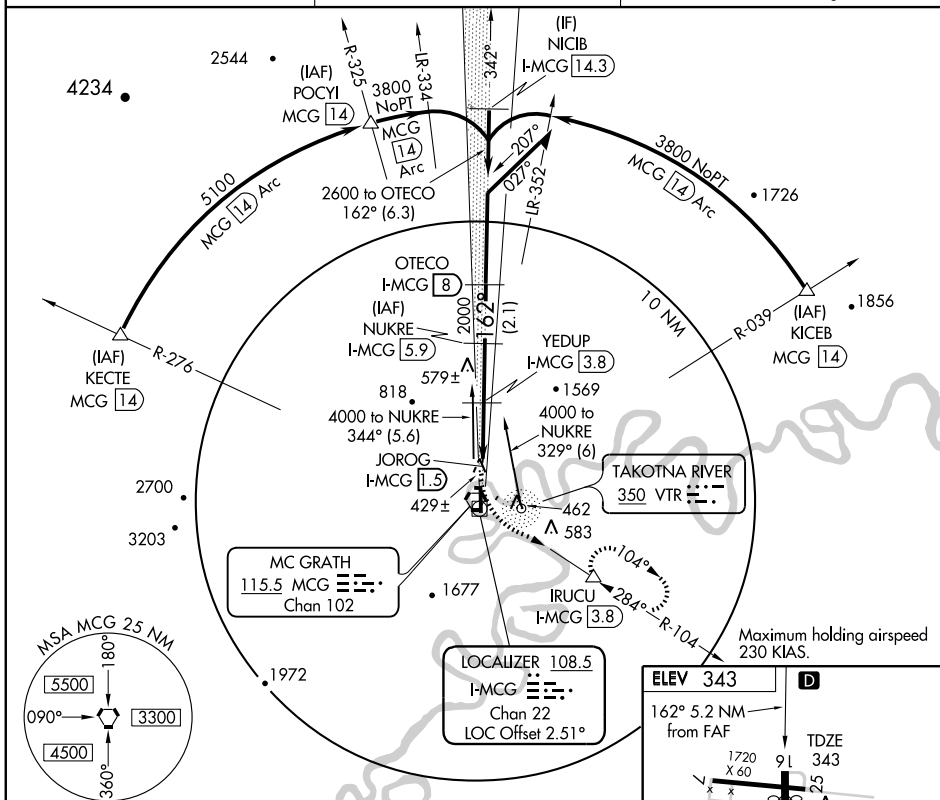 (IF)
NICIB
I-MCG 14.3
342°
R-325
LR-334
2544
4234
(IAF)
POCYI
MCG 14
3800
NoPT
MCG
14
Arc
207°
027°
LR-352
3800 NoPT
MCG 14 Arc
1726
5100
MCG 14 Arc
2600 to OTECO
162° (6.3)
OTECO
I-MCG 8
2000
162°
(2.1)
10 NM
1856
(IAF)
KICEB
MCG 14
R-039
(IAF)
NUKRE
I-MCG 5.9
YEDUP
I-MCG 3.8
(IAF)
KECTE
MCG 14
R-276
579±
818
1569
4000 to NUKRE
344° (5.6)
4000 to
NUKRE
329° (6)
JOROG
I-MCG 1.5
429±
TAKOTNA RIVER
350 VTR
462
583
2700
3203
MC GRATH
115.5 MCG
Chan 102
1677
104°
284°
R-104
IRUCU
I-MCG 3.8
Maximum holding airspeed
230 KIAS.
1972
MSA MCG 25 NM
180°
5500
090°
3300
4500
360°
LOCALIZER 108.5
I-MCG
Chan 22
LOC Offset 2.51°
ELEV 343
D
162° 5.2 NM
from FAF
TDZE
343
16
1720
X 60
7
25